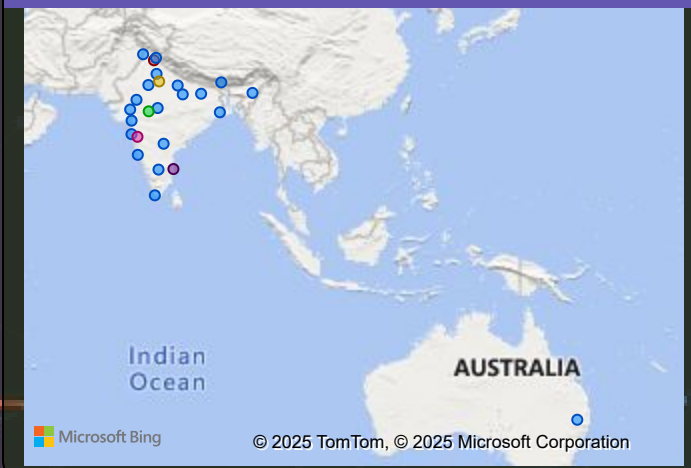 AUSTRALIA
Indian
Ocean
Microsoft Bing
© 2025 TomTom, © 2025 Microsoft Corporation